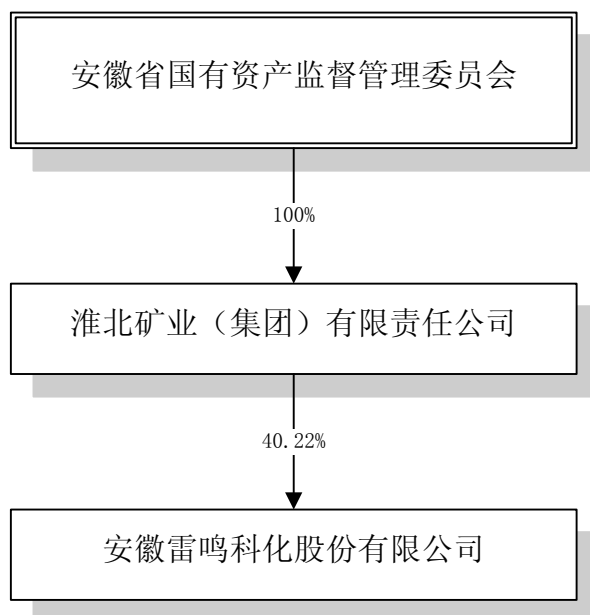 安徽省国有资产监督管理委员会
100%
淮北矿业（集团）有限责任公司
40.22%
安徽雷鸣科化股份有限公司